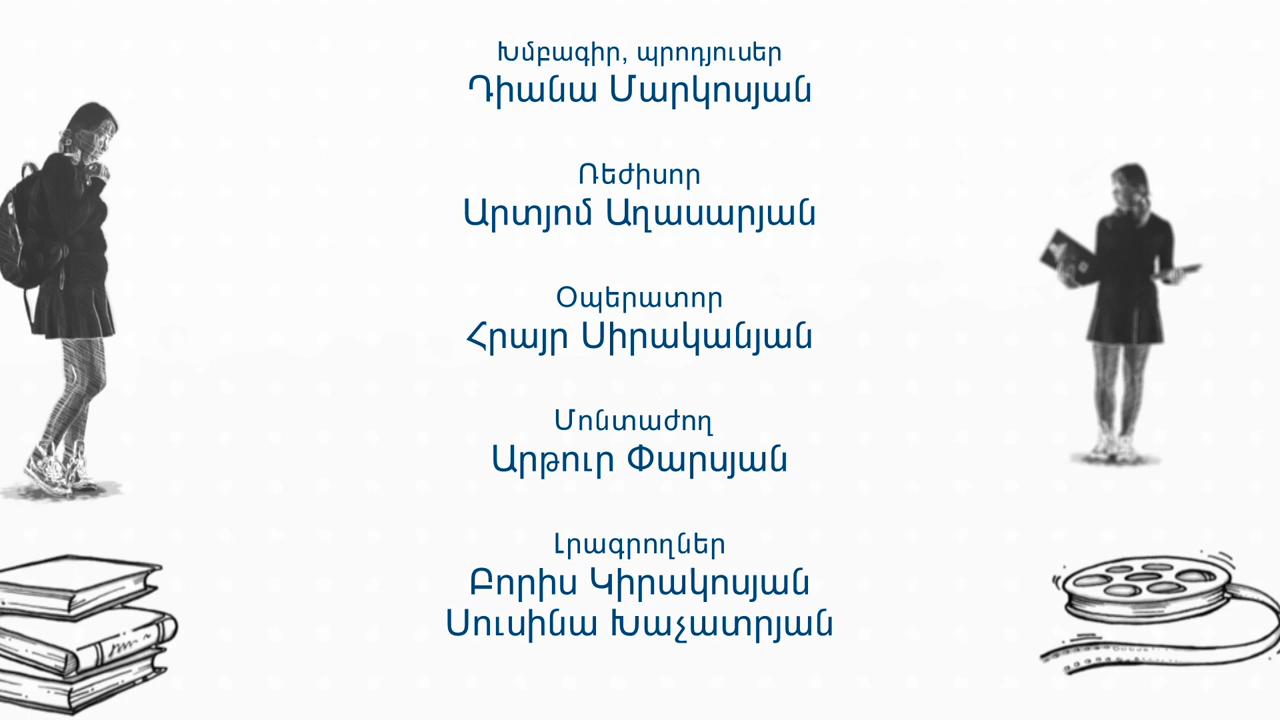 Խմբագիր, պրոդյուսեր
Դիանա Մարկոսյան
Ռեժիսոր
Արտյոմ Աղասարյան
Օպերատոր
Հրայր Սիրականյան
Մոնտաժող
Արթուր Փարսյան
Լրագրողներ
Բորիս Կիրակոսյան
Սուսինա Խաչատրյան